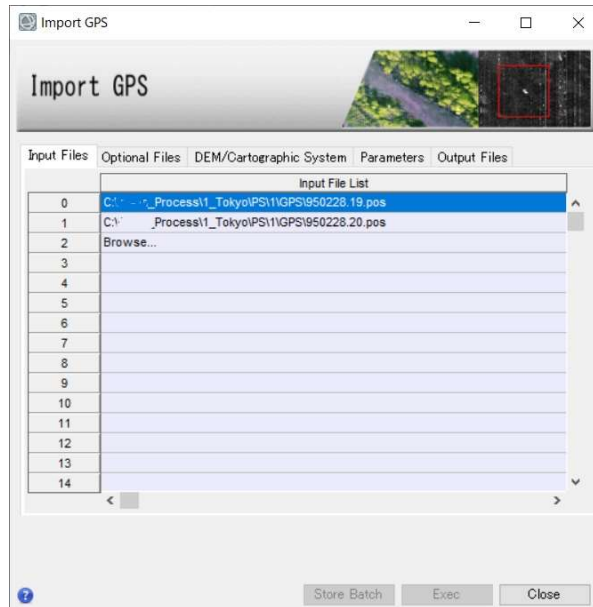 Import GPS
Import GPS
Input Files Optional Files DEM/Cartographic System Parameters Output Files
Input File List
0 C:\ _Process\1_Tokyo\PS\1\GPS\950228.19.pos
1 C:\ _Process\1_Tokyo\PS\1\GPS\950228.20.pos
2 Browse...
3
4
5
6
7
8
9
10
11
12
13
14
Store Batch Exec Close